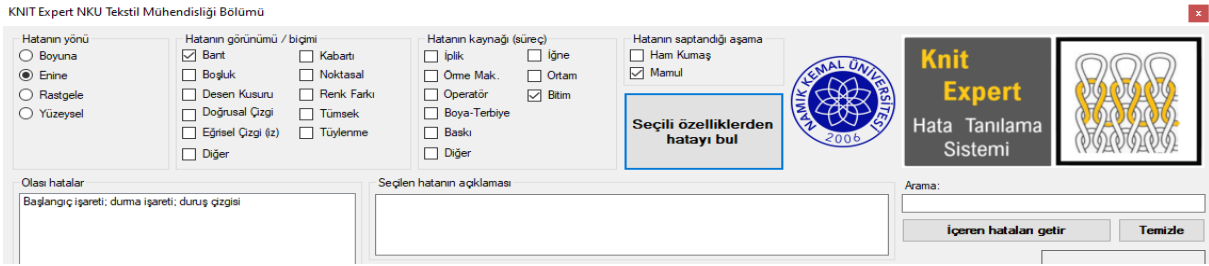 KNIT Expert NKU Tekstil Mühendisliği Bölümü
x
Hatanın yönü
Boyuna
Enine
Rastgele
Yüzeysel
Hatanın görünümü / biçimi
Bant
Boşluk
Desen Kusuru
Doğrusal Çizgi
Eğrisel Çizgi (iz)
Diğer
Kabartı
Noktasal
Renk Farkı
Tümsek
Tüylenme
Hatanın kaynağı (süreç)
İplik
Örme Mak.
Operatör
Boya-Terbiye
Baskı
Diğer
İğne
Ortam
Bitim
Hatanın saptandığı aşama
Ham Kumaş
Mamul
Seçili özelliklerden
hatayı bul
NAMIK KEMAL ÜNİVERSİTESİ
2006
Knit
Expert
Hata Tanılama
Sistemi
Olası hatalar
Başlangıç işareti; durma işareti; duruş çizgisi
Seçilen hatanın açıklaması
Arama:
İçeren hataları getir
Temizle